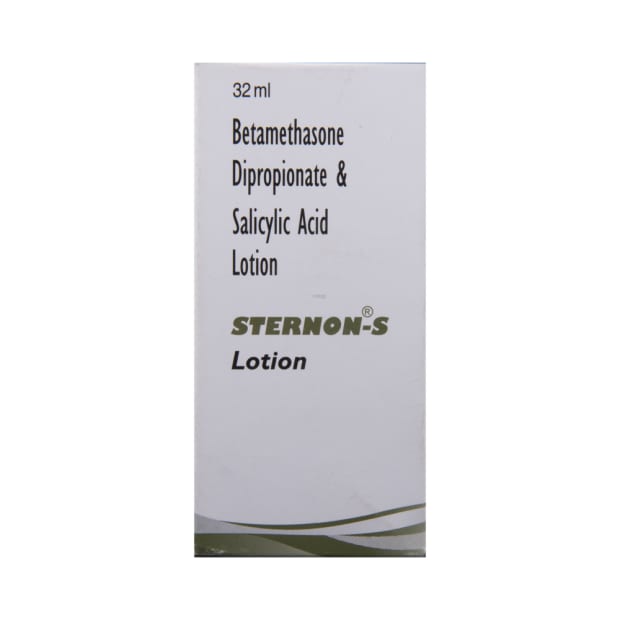 32 ml
Betamethasone
Dipropionate &
Salicylic Acid
Lotion
STERNON-S®
Lotion